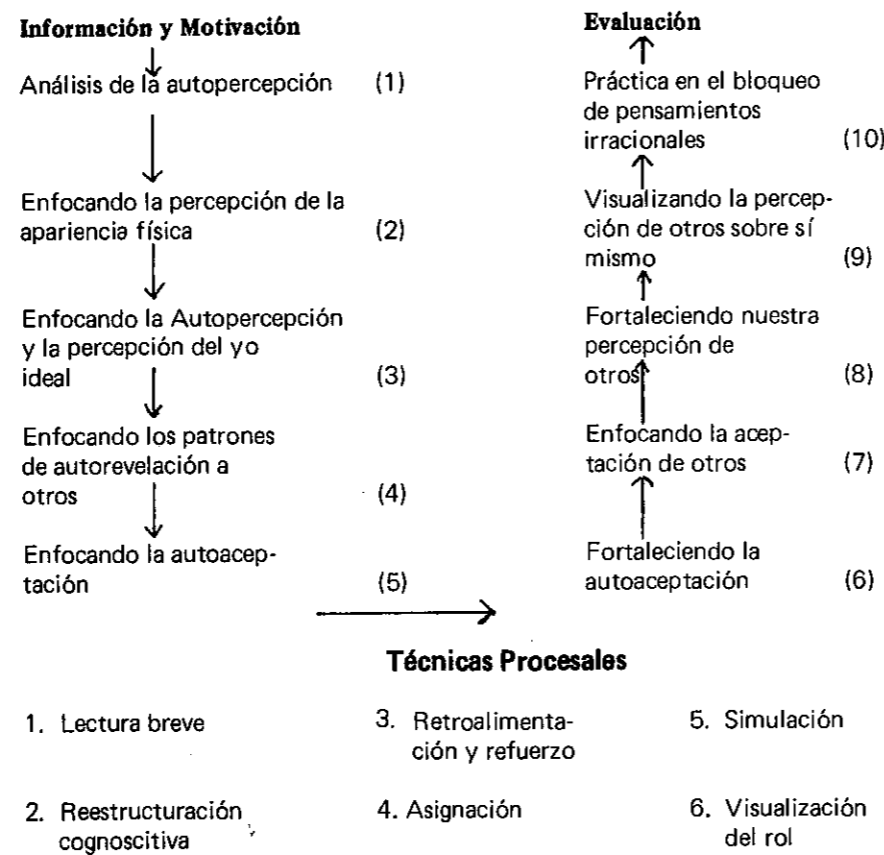 Información y Motivación
Análisis de la autopercepción (1)
Enfocando la percepción de la
apariencia física (2)
Enfocando la Autopercepción
y la percepción del yo
ideal (3)
Enfocando los patrones
de autorevelación a
otros (4)
Enfocando la autoacep-
tación (5)
Evaluación
Práctica en el bloqueo
de pensamientos
irracionales (10)
Visualizando la percep-
ción de otros sobre sí
mismo (9)
Fortaleciendo nuestra
percepción de
otros (8)
Enfocando la acep-
tación de otros (7)
Fortaleciendo la
autoaceptación (6)
Técnicas Procesales
1. Lectura breve
2. Reestructuración
cognoscitiva
3. Retroalimenta-
ción y refuerzo
4. Asignación
5. Simulación
6. Visualización
del rol